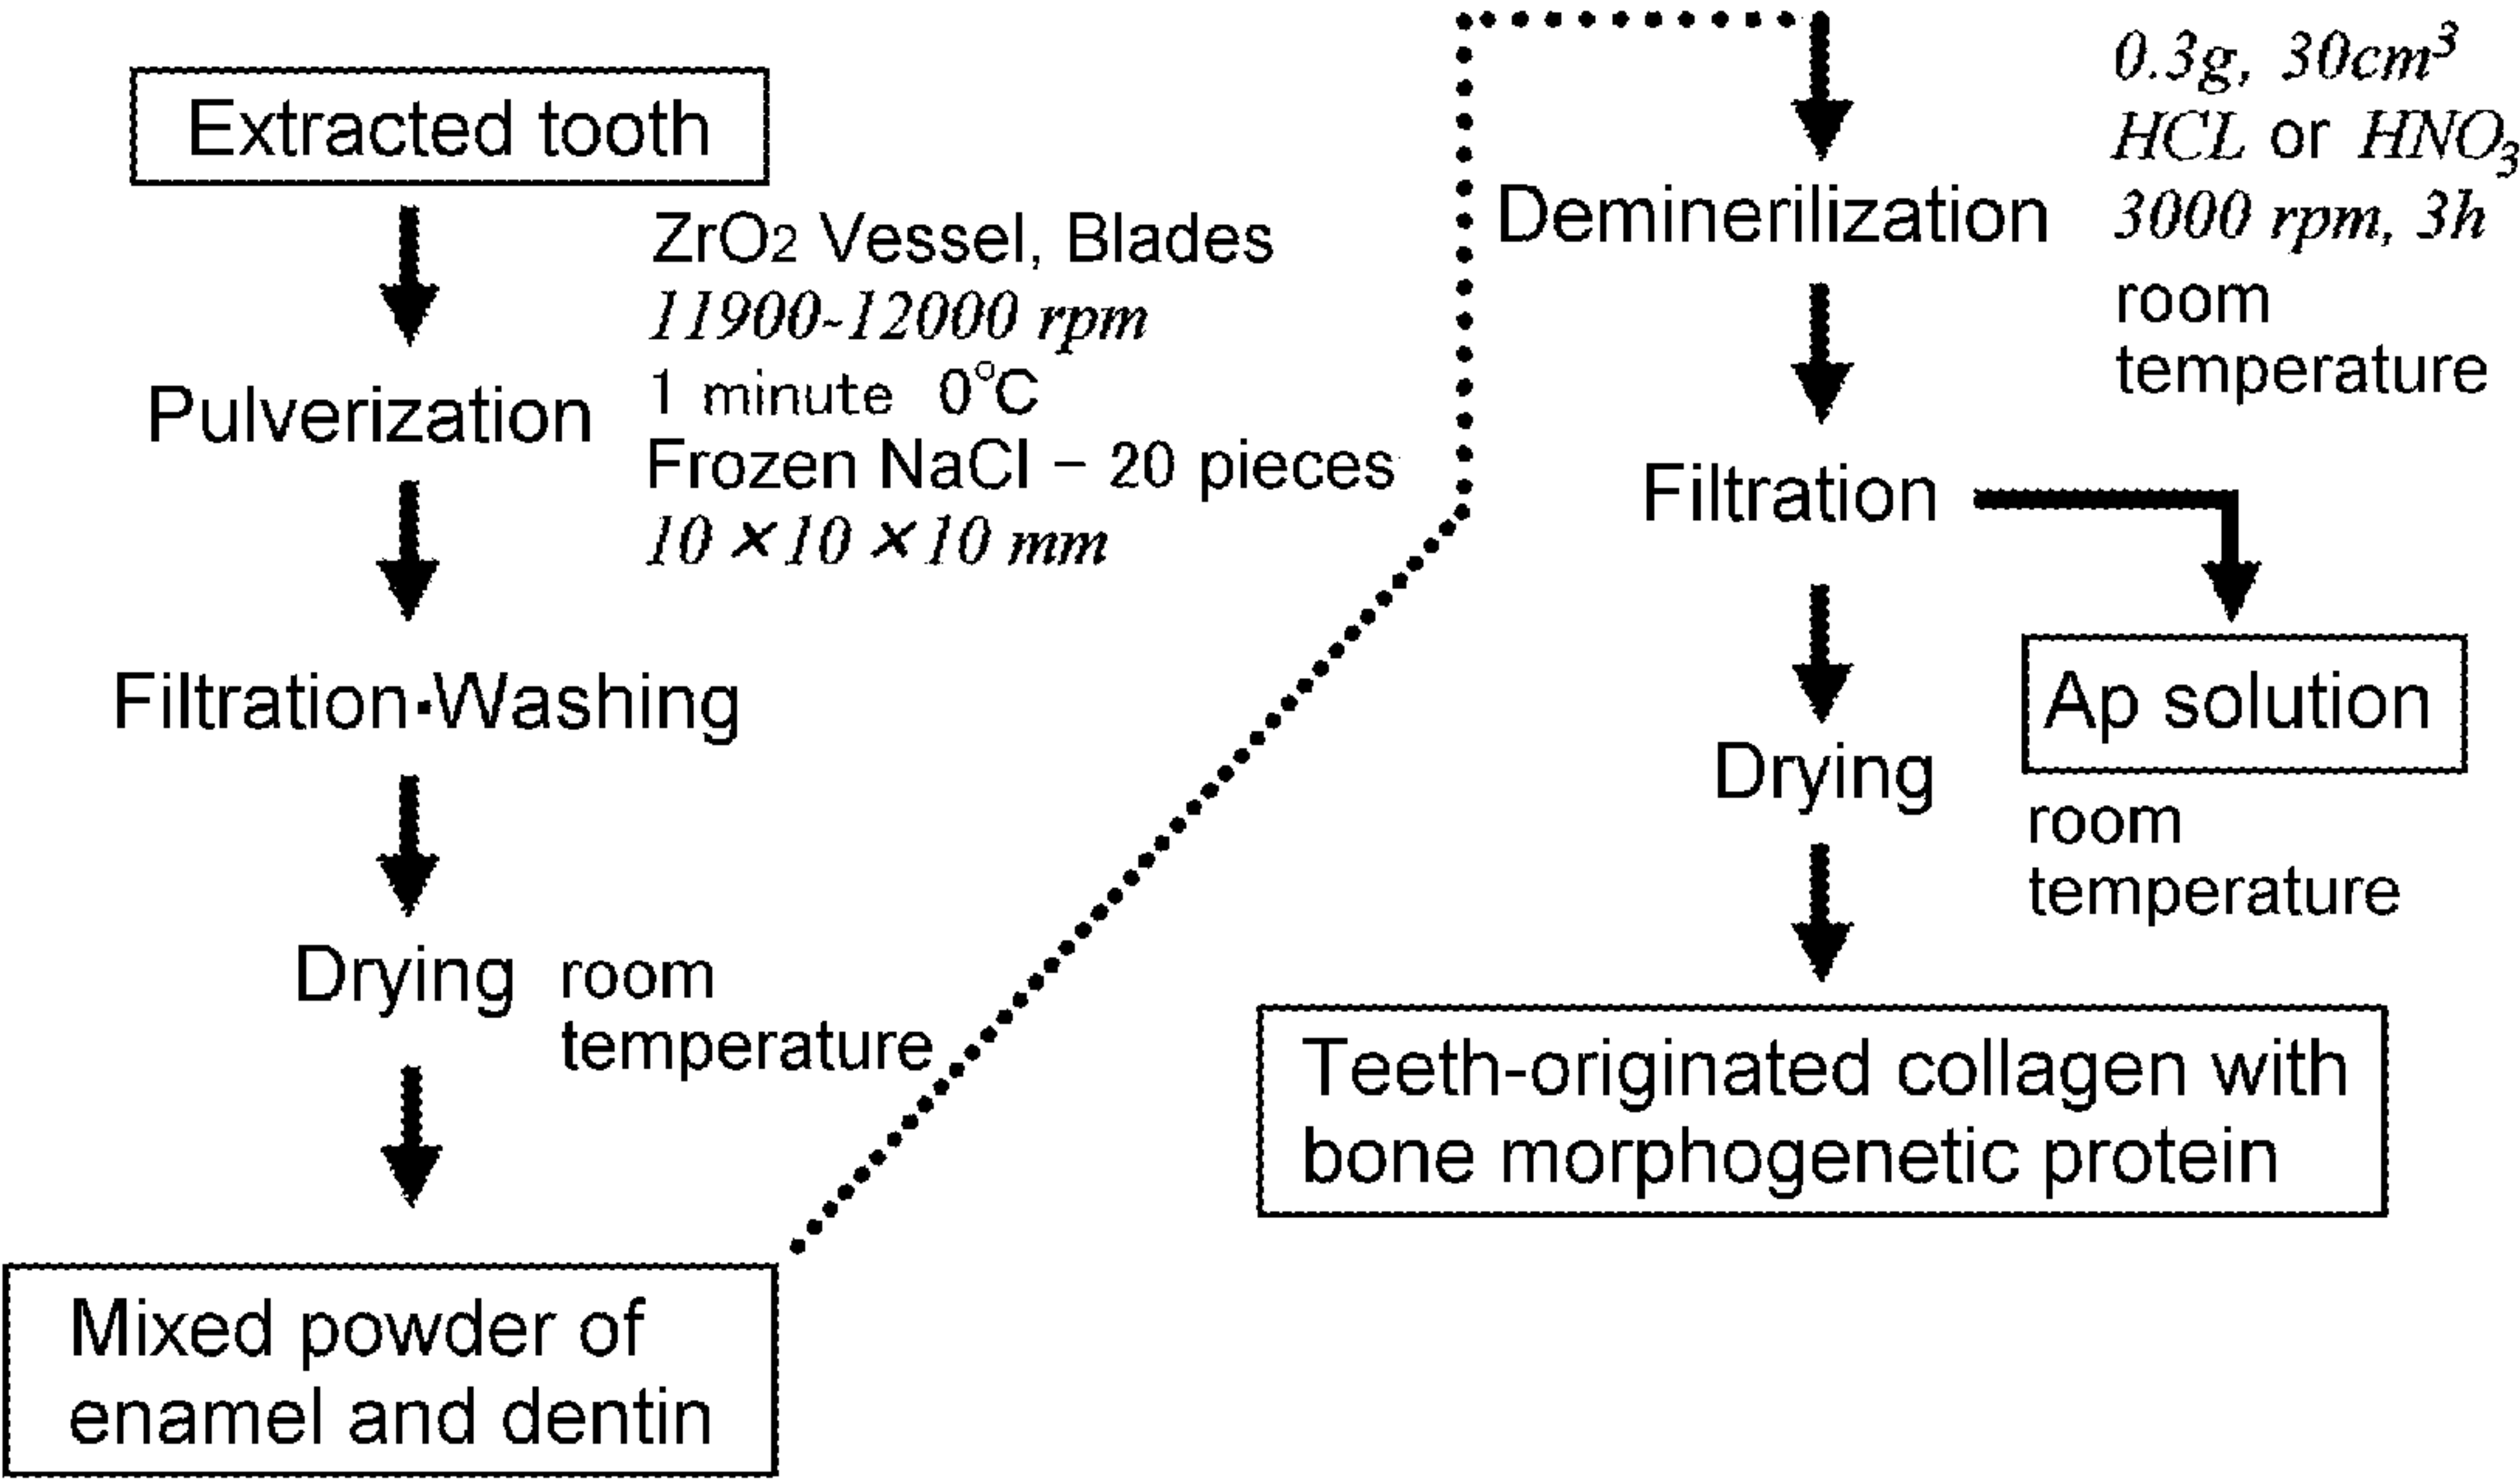 Extracted tooth
ZrO2 Vessel, Blades
11900-12000 rpm
1 minute 0°C
Pulverization
Frozen NaCl − 20 pieces
10 × 10 × 10 mm
Filtration·Washing
Drying
room
temperature
Mixed powder of
enamel and dentin
0.3g, 30cm³
HCL or HNO₃
Deminerilization
3000 rpm, 3h
room
temperature
Filtration
Ap solution
Drying
room
temperature
Teeth-originated collagen with
bone morphogenetic protein